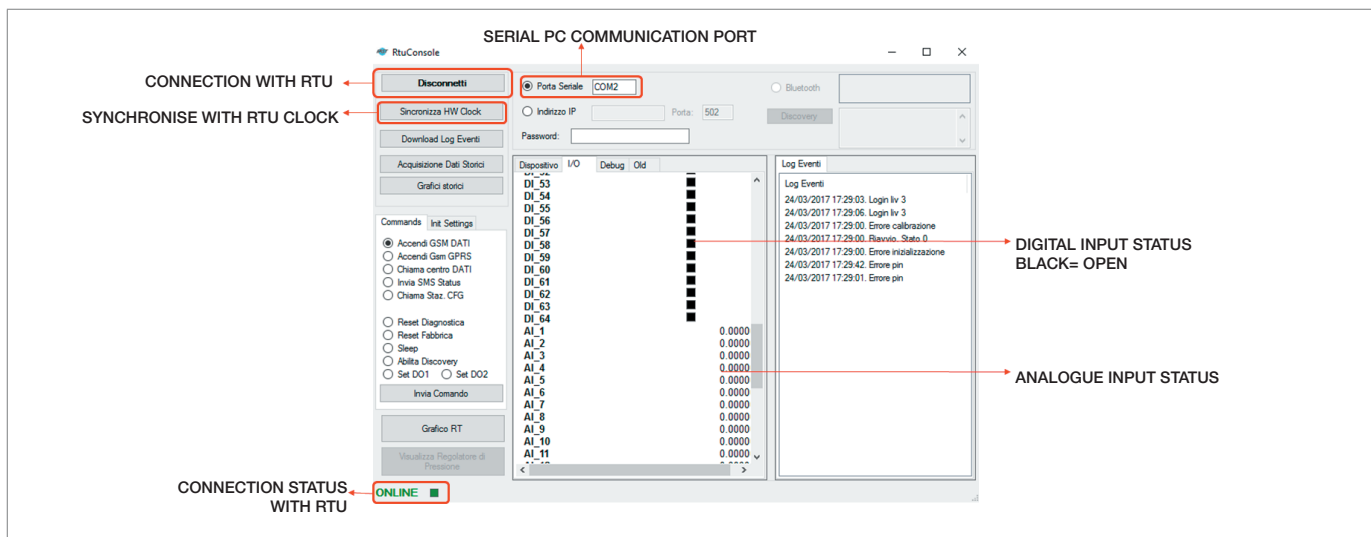 SERIAL PC COMMUNICATION PORT
RtuConsole
CONNECTION WITH RTU
SYNCHRONISE WITH RTU CLOCK
Disconnetti
Sincronizza HW Clock
Download Log Eventi
Acquisizione Dati Storici
Grafici storici
Porta Seriale COM2
Indirizzo IP Porta: 502
Password:
Bluetooth
Discovery
Commands Init Settings
Accendi GSM DATI
Accendi Gsm GPRS
Chiama centro DATI
Invia SMS Status
Chiama Staz. CFG
Reset Diagnostica
Reset Fabbrica
Sleep
Abilita Discovery
Set DO1 Set DO2
Invia Comando
Grafico RT
Visualizza Regolatore di
Pressione
Dispositivo I/O Debug Old
DI_52
DI_53
DI_54
DI_55
DI_56
DI_57
DI_58
DI_59
DI_60
DI_61
DI_62
DI_63
DI_64
AI_1 0.0000
AI_2 0.0000
AI_3 0.0000
AI_4 0.0000
AI_5 0.0000
AI_6 0.0000
AI_7 0.0000
AI_8 0.0000
AI_9 0.0000
AI_10 0.0000
AI_11 0.0000
Log Eventi
Log Eventi
24/03/2017 17:29:03. Login liv 3
24/03/2017 17:29:06. Login liv 3
24/03/2017 17:29:00. Errore calibrazione
24/03/2017 17:29:00. Riavvio. Stato 0
24/03/2017 17:29:00. Errore inizializzazione
24/03/2017 17:29:42. Errore pin
24/03/2017 17:29:01. Errore pin
DIGITAL INPUT STATUS
BLACK= OPEN
ANALOGUE INPUT STATUS
CONNECTION STATUS
WITH RTU
ONLINE